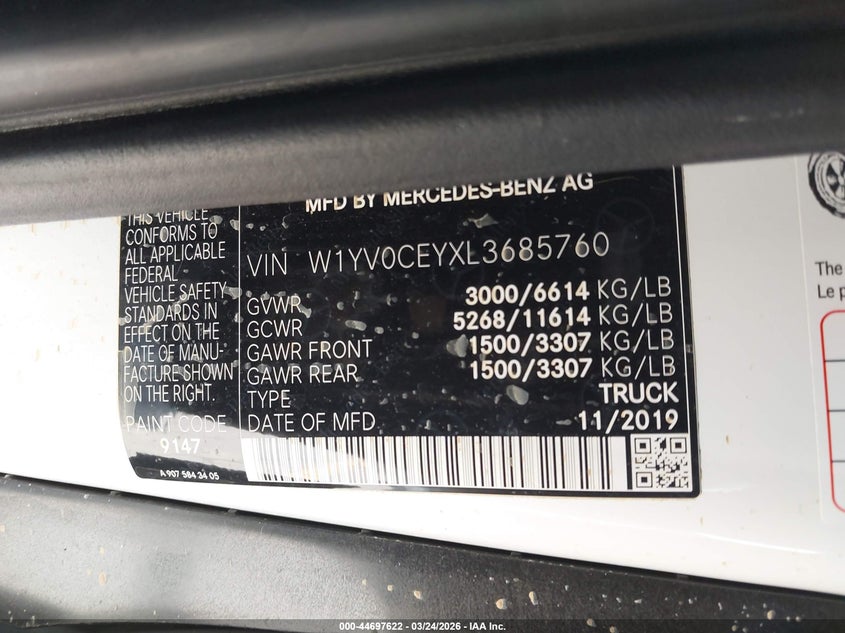 MFD BY MERCEDES-BENZ AG
THIS VEHICLE
CONFORMS TO
ALL APPLICABLE
FEDERAL
VEHICLE SAFETY
STANDARDS IN
EFFECT ON THE
DATE OF MANU-
FACTURE SHOWN
ON THE RIGHT.
PAINT CODE
9147
A 907 584 34 05
VIN W1YV0CEYXL3685760
GVWR 3000/6614 KG/LB
GCWR 5268/11614 KG/LB
GAWR FRONT 1500/3307 KG/LB
GAWR REAR 1500/3307 KG/LB
TYPE TRUCK
DATE OF MFD 11/2019
The
Le p
000-44697622 - 03/24/2026 - IAA Inc.